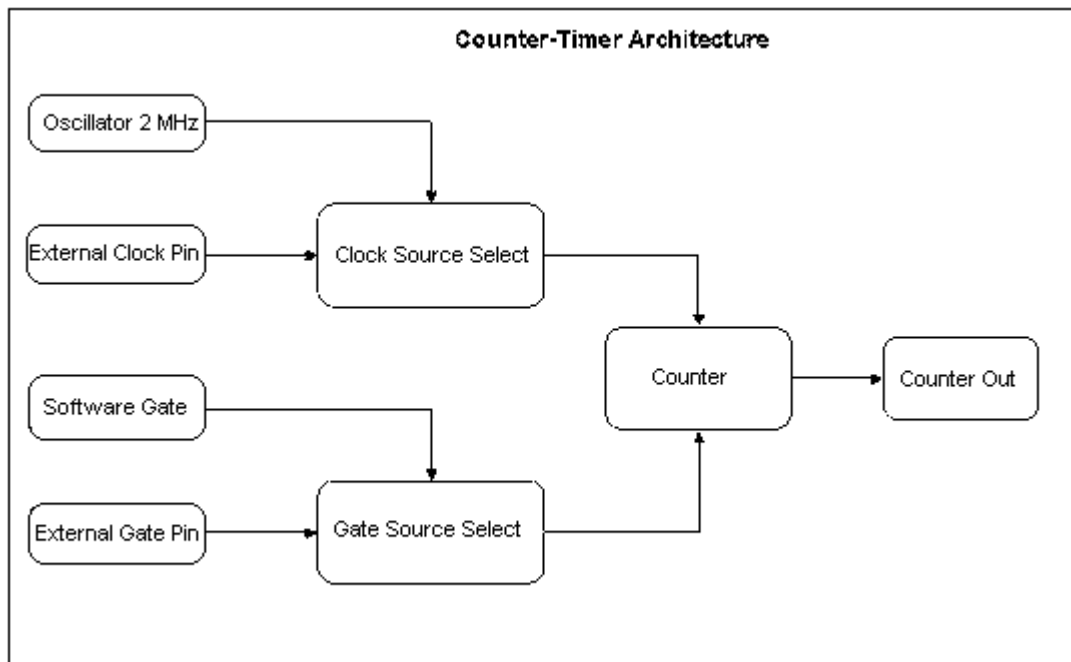 Counter-Timer Architecture
Oscillator 2 MHz
External Clock Pin
Clock Source Select
Software Gate
External Gate Pin
Gate Source Select
Counter
Counter Out